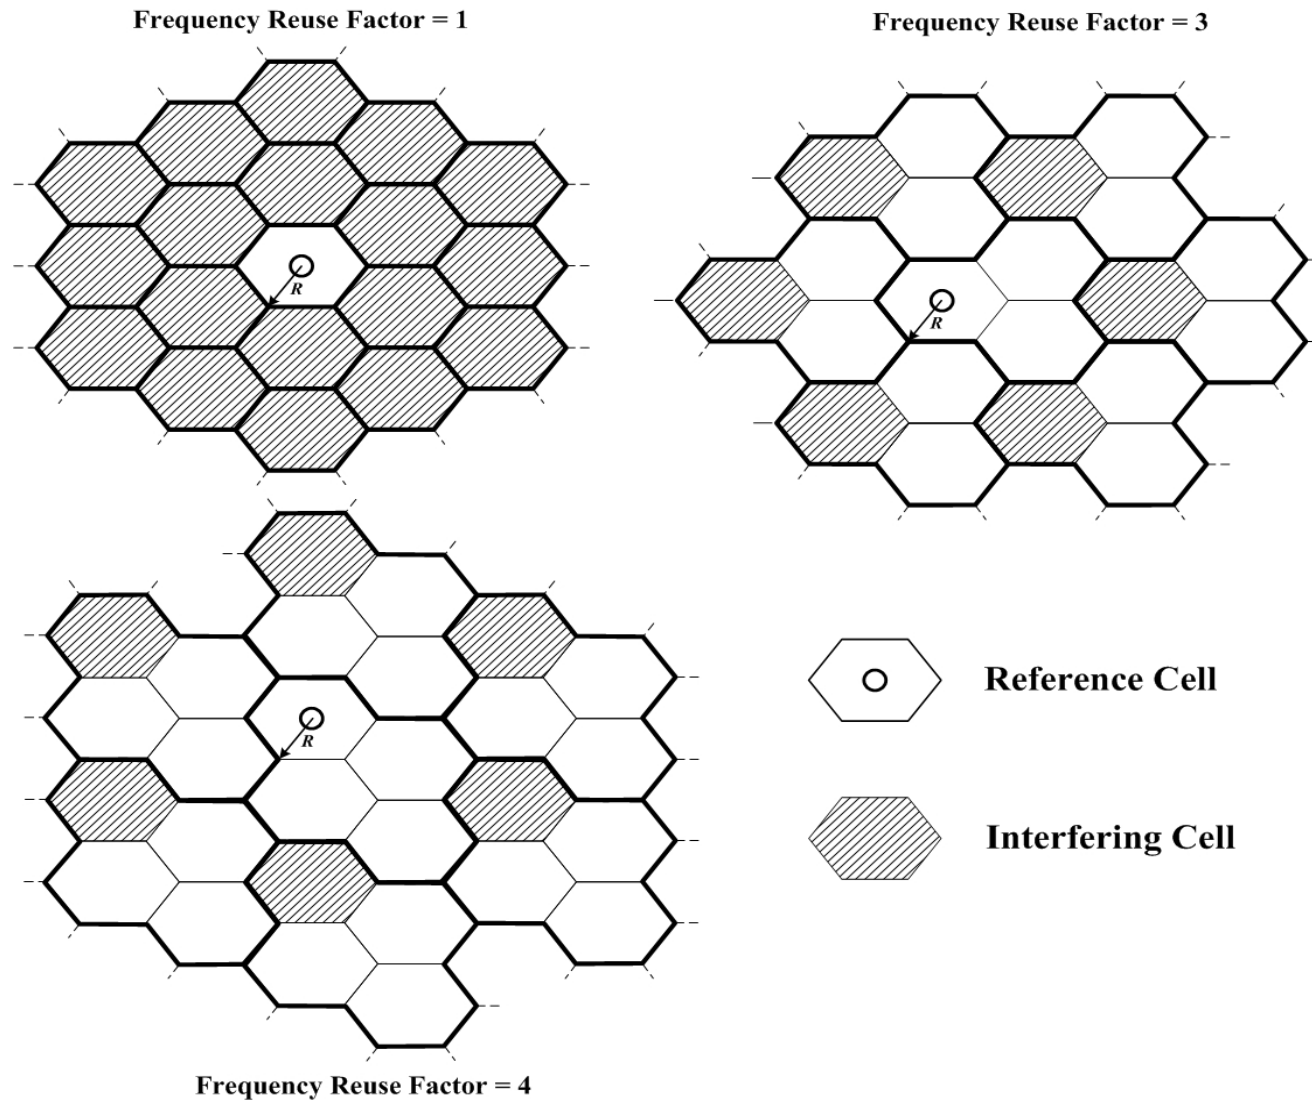 Frequency Reuse Factor = 1
Frequency Reuse Factor = 3
R
R
R
Reference Cell
Interfering Cell
Frequency Reuse Factor = 4